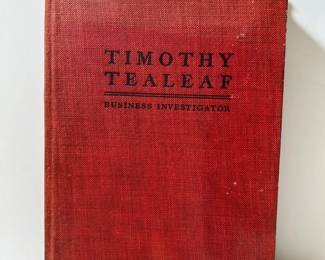 TIMOTHY
TEALEAF
BUSINESS INVESTIGATOR